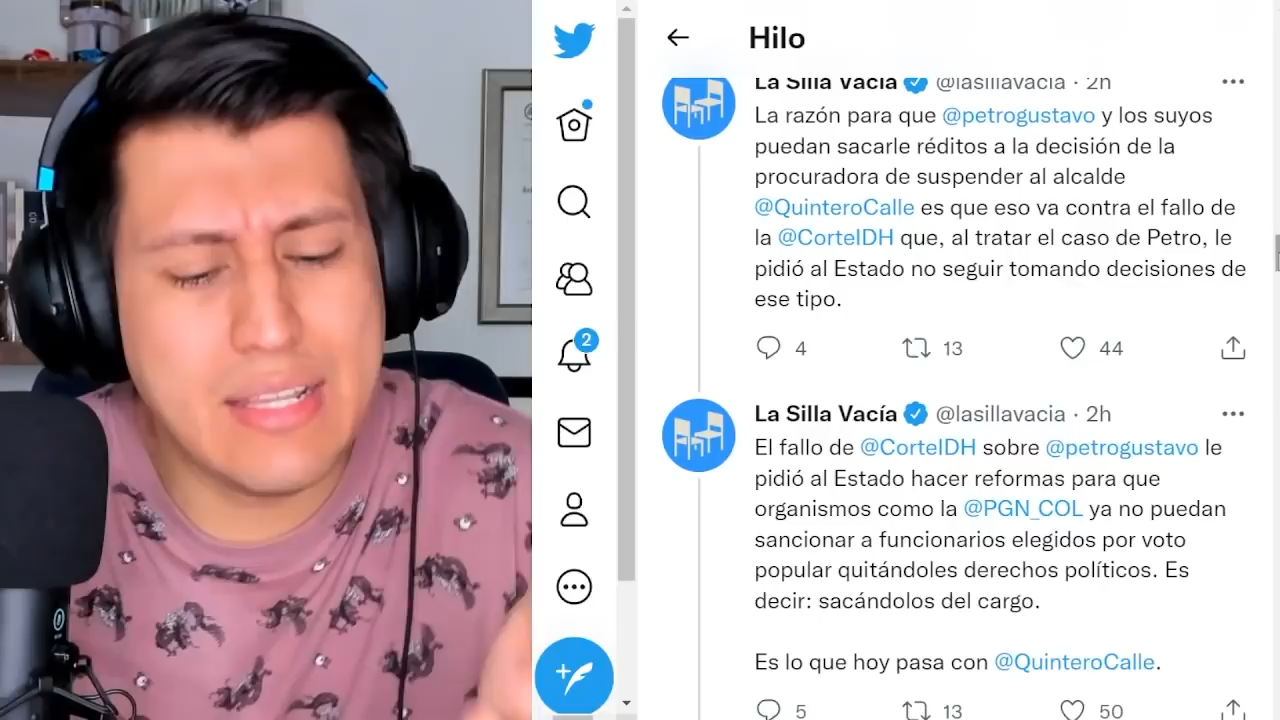 Hilo
La Silla Vacía @lasillavacia · 2h
La razón para que @petrogustavo y los suyos
puedan sacarle réditos a la decisión de la
procuradora de suspender al alcalde
@QuinteroCalle es que eso va contra el fallo de
la @CorteIDH que, al tratar el caso de Petro, le
pidió al Estado no seguir tomando decisiones de
ese tipo.
4 13 44
2
La Silla Vacía @lasillavacia · 2h
El fallo de @CorteIDH sobre @petrogustavo le
pidió al Estado hacer reformas para que
organismos como la @PGN_COL ya no puedan
sancionar a funcionarios elegidos por voto
popular quitándoles derechos políticos. Es
decir: sacándolos del cargo.
Es lo que hoy pasa con @QuinteroCalle.
5 13 50